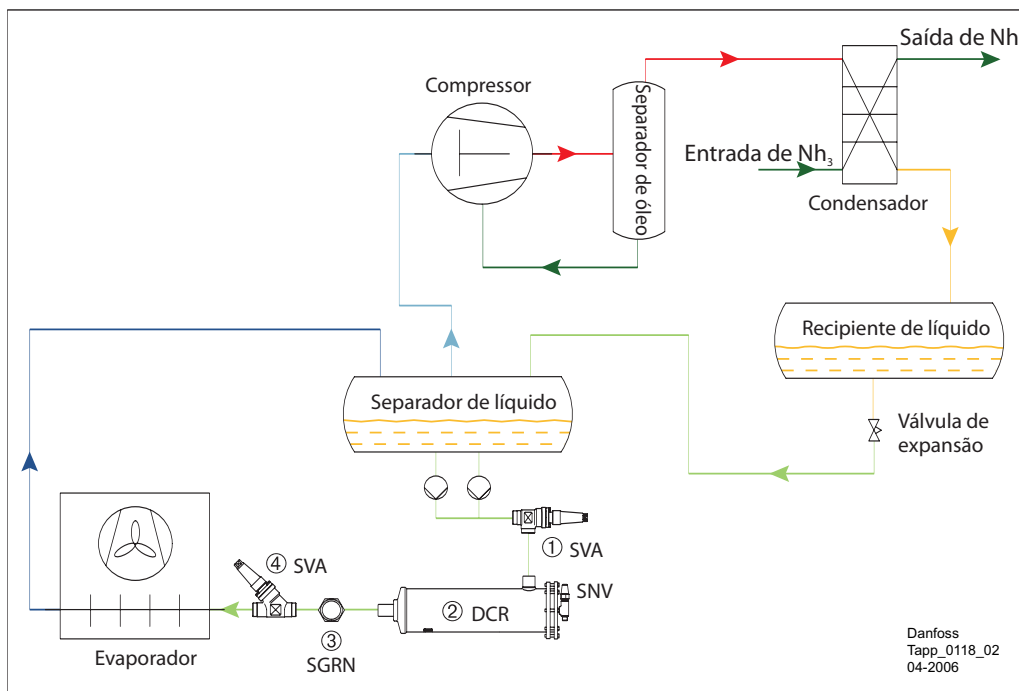 Saída de Nh
Compressor
Separador de óleo
Entrada de Nh₃
Condensador
Recipiente de líquido
Separador de líquido
Válvula de
expansão
① SVA
④ SVA
SNV
② DCR
③
SGRN
Evaporador
Danfoss
Tapp_0118_02
04-2006